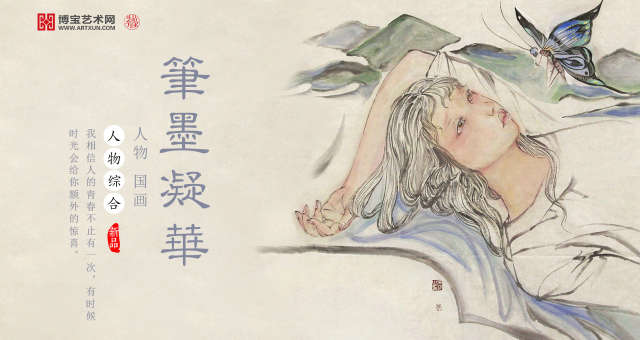 博宝艺术网
WWW.ARTXUN.COM
筆墨凝華
人物 国画
人物综合
新品
我相信人的青春不止有一次,有时候
时光会给你额外的惊喜。